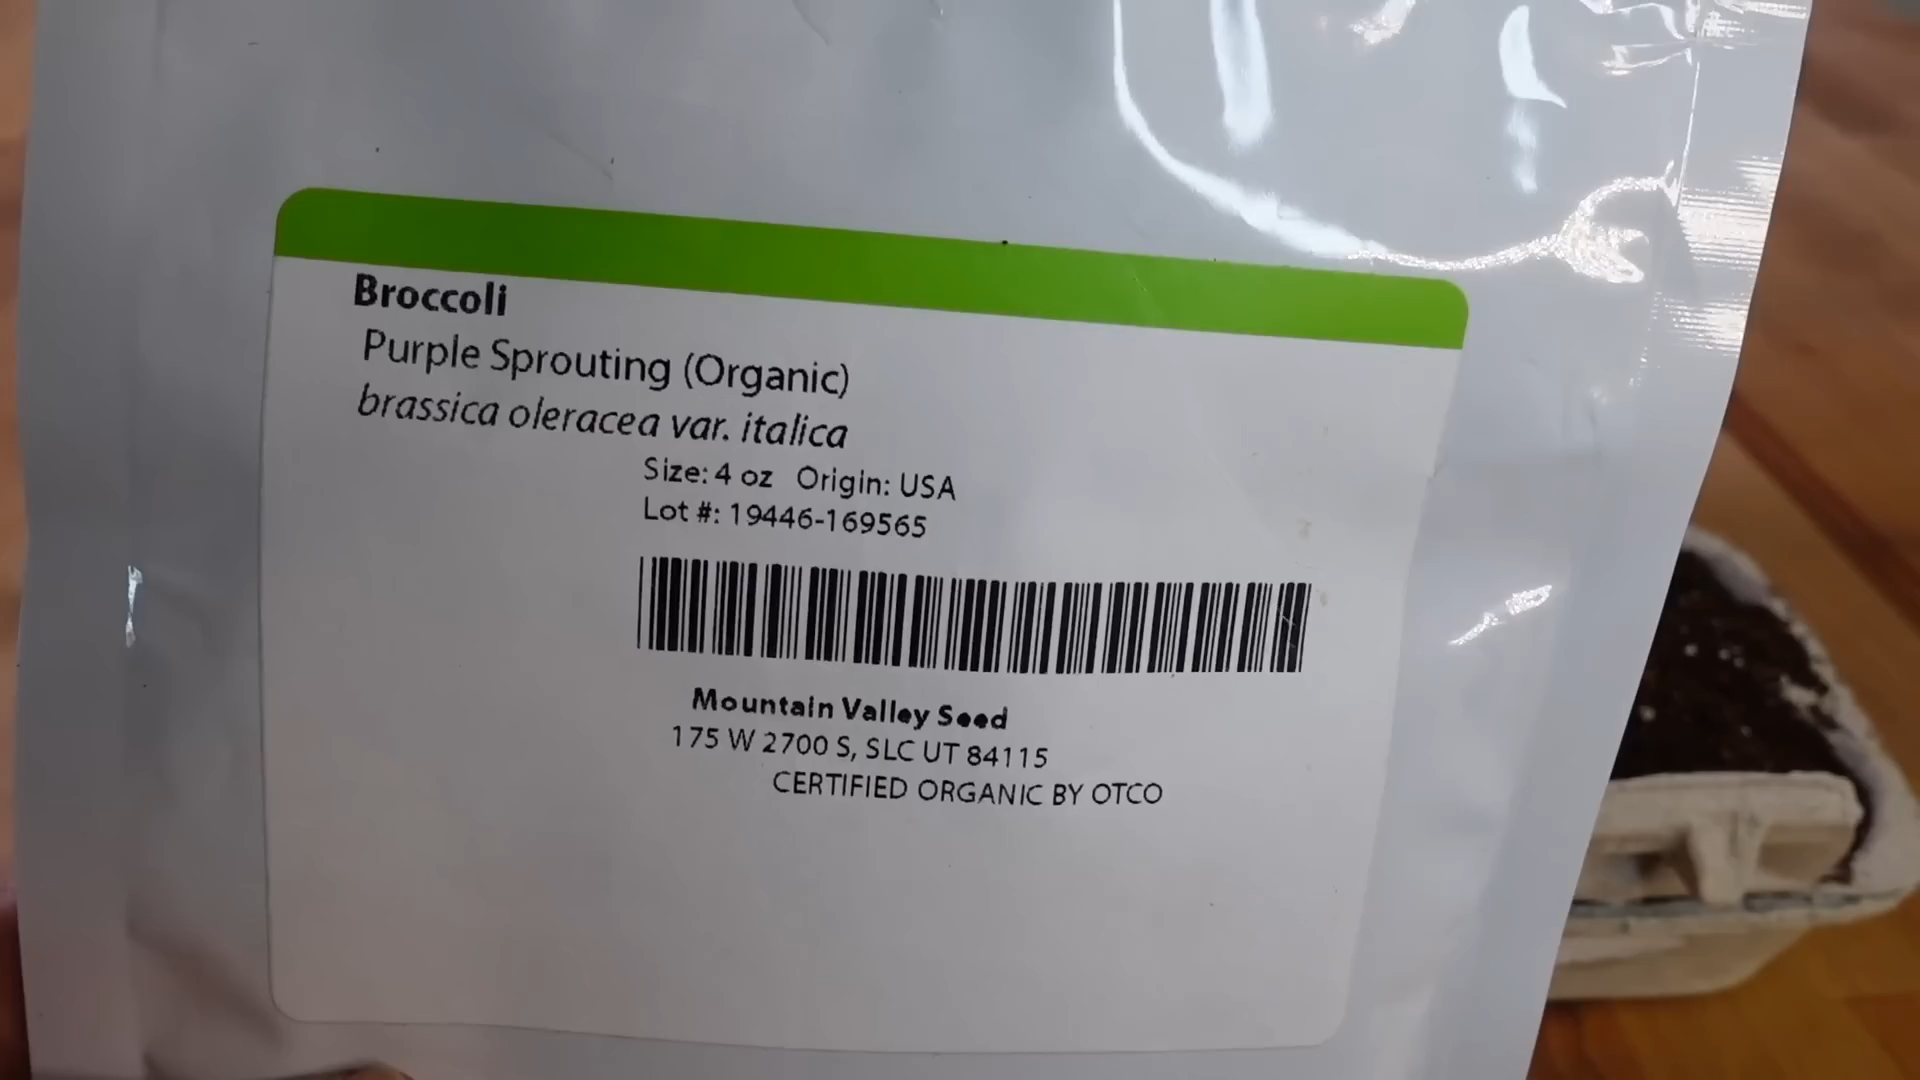 Broccoli
Purple Sprouting (Organic)
brassica oleracea var. italica
Size: 4 oz Origin: USA
Lot #: 19446-169565
Mountain Valley Seed
175 W 2700 S, SLC UT 84115
CERTIFIED ORGANIC BY OTCO